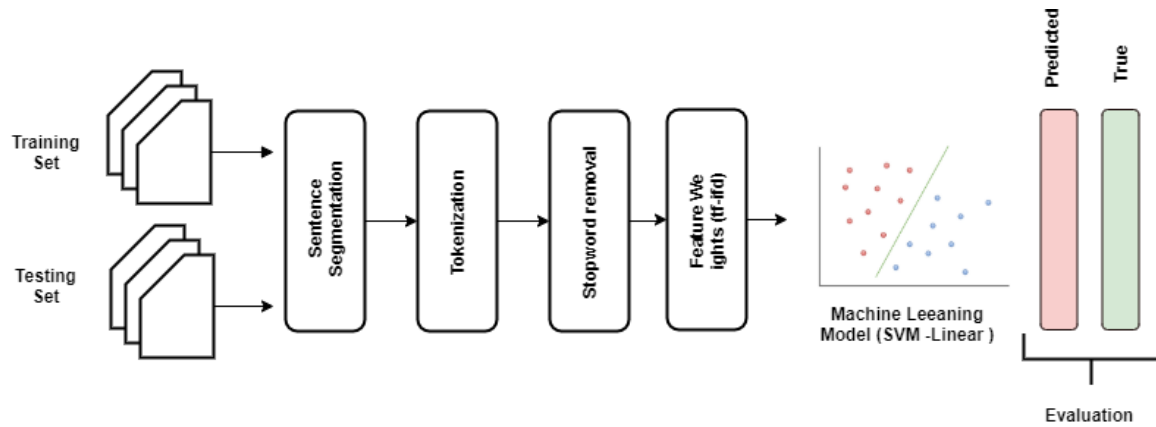 Training
Set
Testing
Set
Sentence
Segmentation
Tokenization
Stopword removal
Feature We
ights (tf-ifd)
Machine Leeaning
Model (SVM -Linear )
Predicted
True
Evaluation